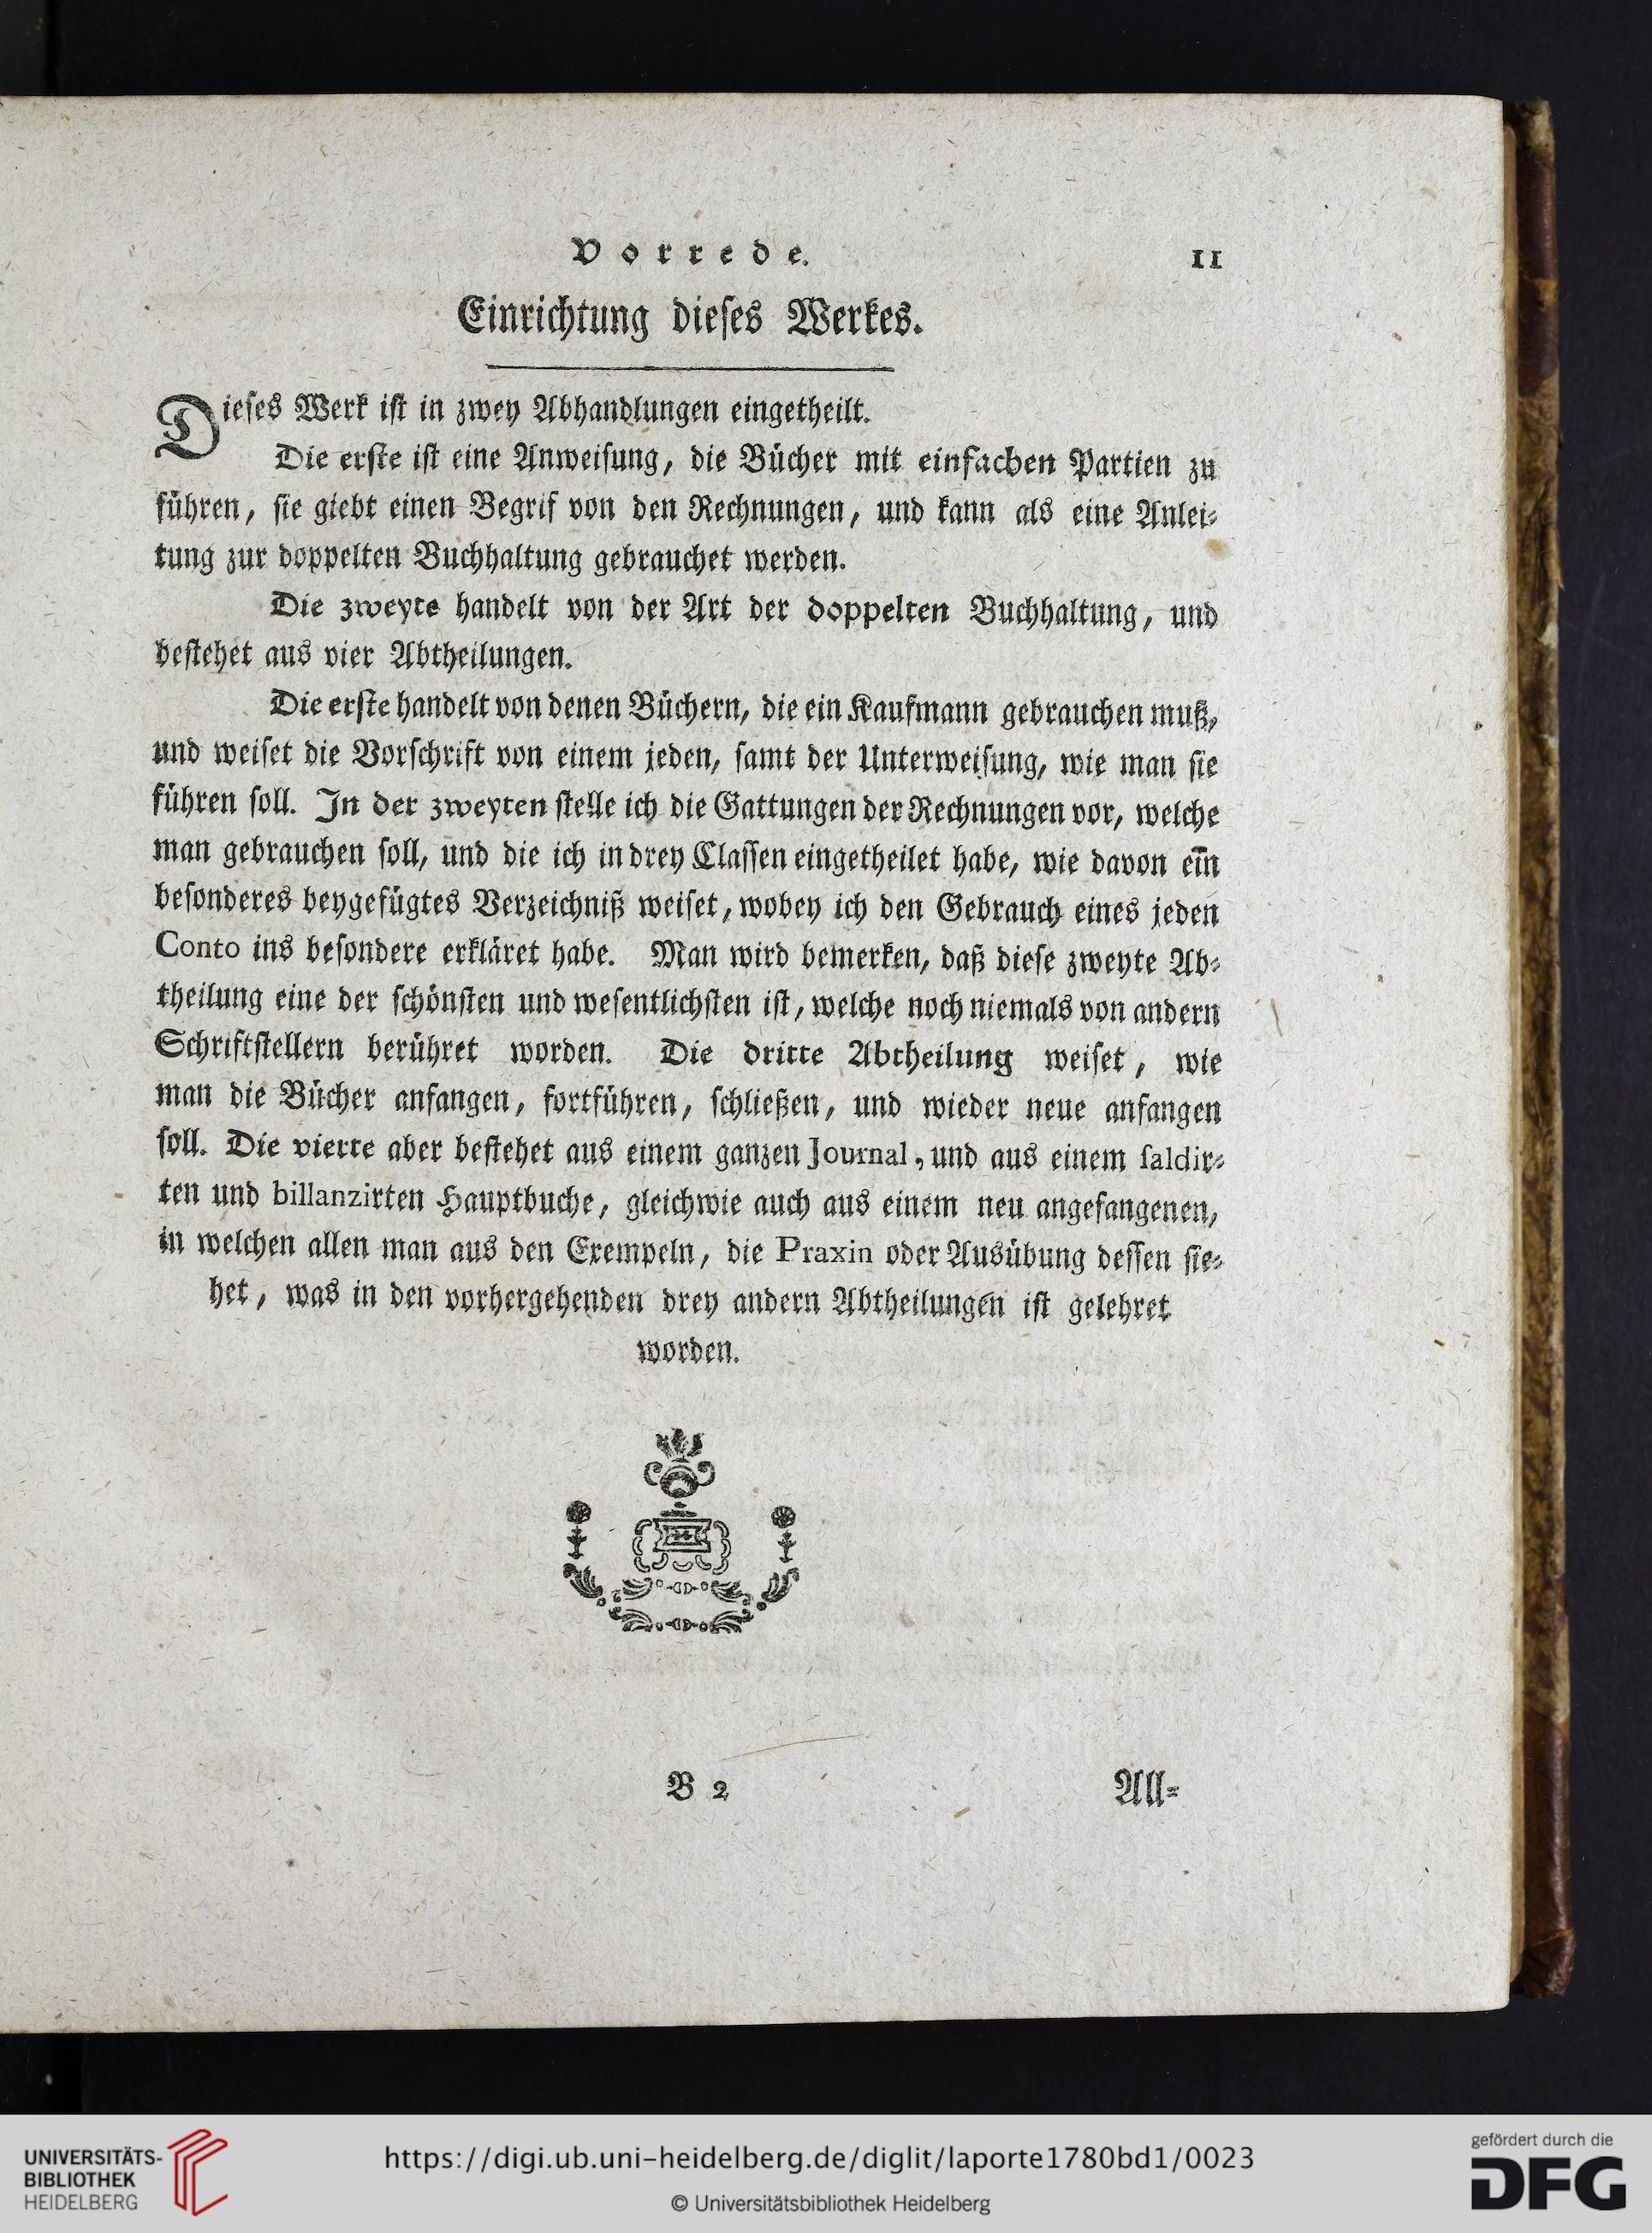 Vorrede. 11
Einrichtung dieses Werkes.
Dieses Werk ist in zwey Abhandlungen eingetheilt.
Die erste ist eine Anweisung, die Bücher mit einfachen Partien zu
führen, sie giebt einen Begrif von den Rechnungen, und kann als eine Anlei=
tung zur doppelten Buchhaltung gebrauchet werden.
Die zweyte handelt von der Art der doppelten Buchhaltung, und
bestehet aus vier Abtheilungen.
Die erste handelt von denen Büchern, die ein Kaufmann gebrauchen muß,
und weiset die Vorschrift von einem jeden, samt der Unterweisung, wie man sie
führen soll. In der zweyten stelle ich die Gattungen der Rechnungen vor, welche
man gebrauchen soll, und die ich in drey Classen eingetheilet habe, wie davon ein
besonderes beygefügtes Verzeichniß weiset, wobey ich den Gebrauch eines jeden
Conto ins besondere erkläret habe. Man wird bemerken, daß diese zweyte Ab=
theilung eine der schönsten und wesentlichsten ist, welche noch niemals von andern
Schriftstellern berühret worden. Die dritte Abtheilung weiset, wie
man die Bücher anfangen, fortführen, schließen, und wieder neue anfangen
soll. Die vierte aber bestehet aus einem ganzen Journal, und aus einem saldir=
ten und billanzirten Hauptbuche, gleichwie auch aus einem neu angefangenen,
in welchen allen man aus den Exempeln, die Praxin oder Ausübung dessen sie=
het, was in den vorhergehenden drey andern Abtheilungen ist gelehret
worden.
B 2 All=
UNIVERSITÄTS-
BIBLIOTHEK
HEIDELBERG
https://digi.ub.uni-heidelberg.de/diglit/laporte1780bd1/0023
© Universitätsbibliothek Heidelberg
gefördert durch die
DFG